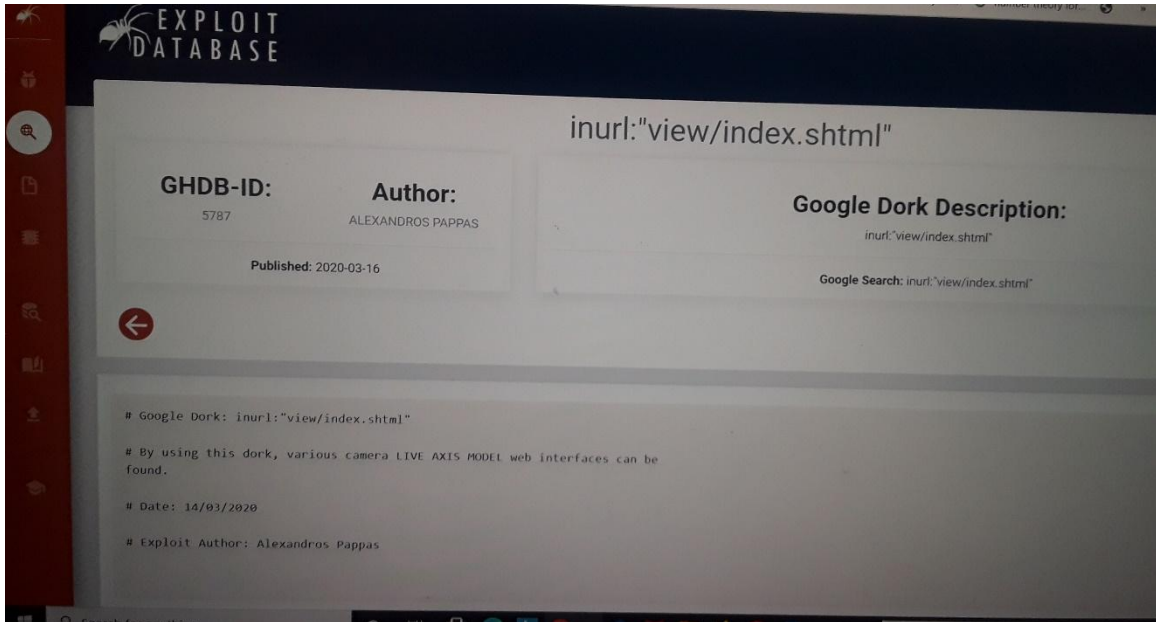 number theory for...
EXPLOIT
DATABASE
inurl:"view/index.shtml"
GHDB-ID:
5787
Author:
ALEXANDROS PAPPAS
Published: 2020-03-16
Google Dork Description:
inurl:"view/index.shtml"
Google Search: inurl:"view/index.shtml"
# Google Dork: inurl:"view/index.shtml"
# By using this dork, various camera LIVE AXIS MODEL web interfaces can be
found.
# Date: 14/03/2020
# Exploit Author: Alexandros Pappas